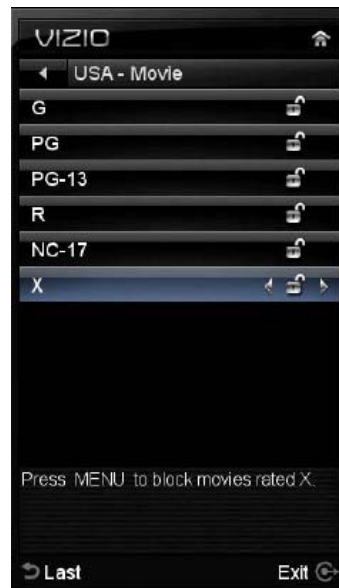 VIZIO
USA - Movie
G
PG
PG-13
R
NC-17
X
Press MENU to block movies rated X.
Last
Exit